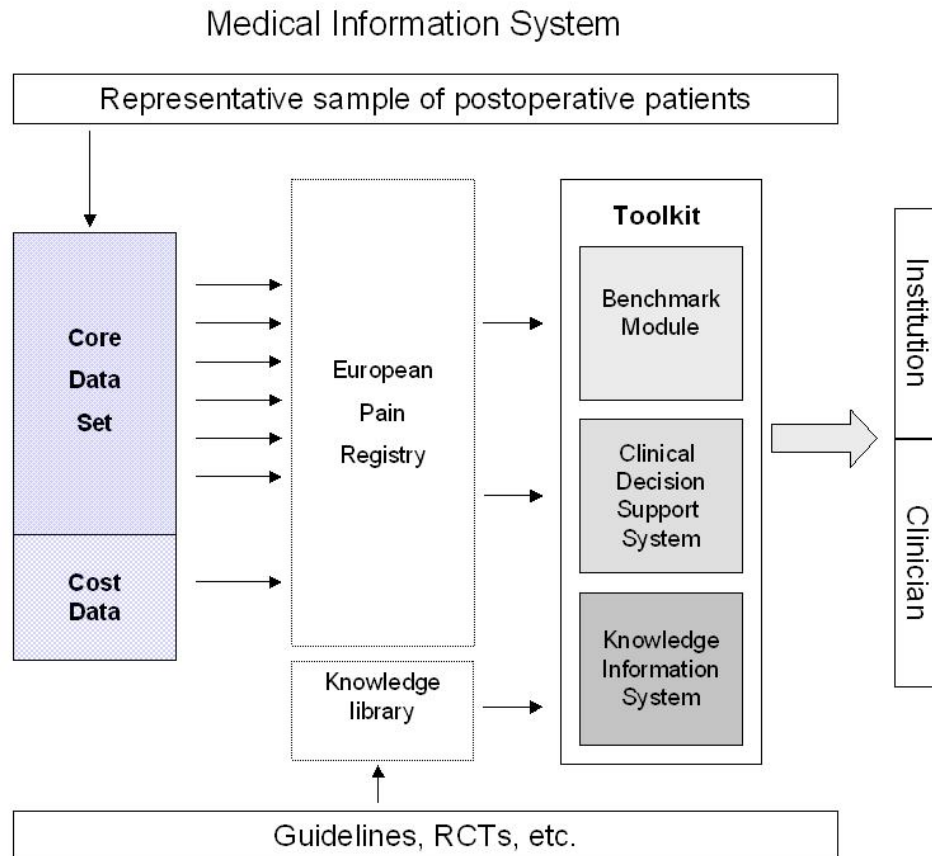 Medical Information System
Representative sample of postoperative patients
Core
Data
Set
Cost
Data
European
Pain
Registry
Knowledge
library
Toolkit
Benchmark
Module
Clinical
Decision
Support
System
Knowledge
Information
System
Institution
Clinician
Guidelines, RCTs, etc.